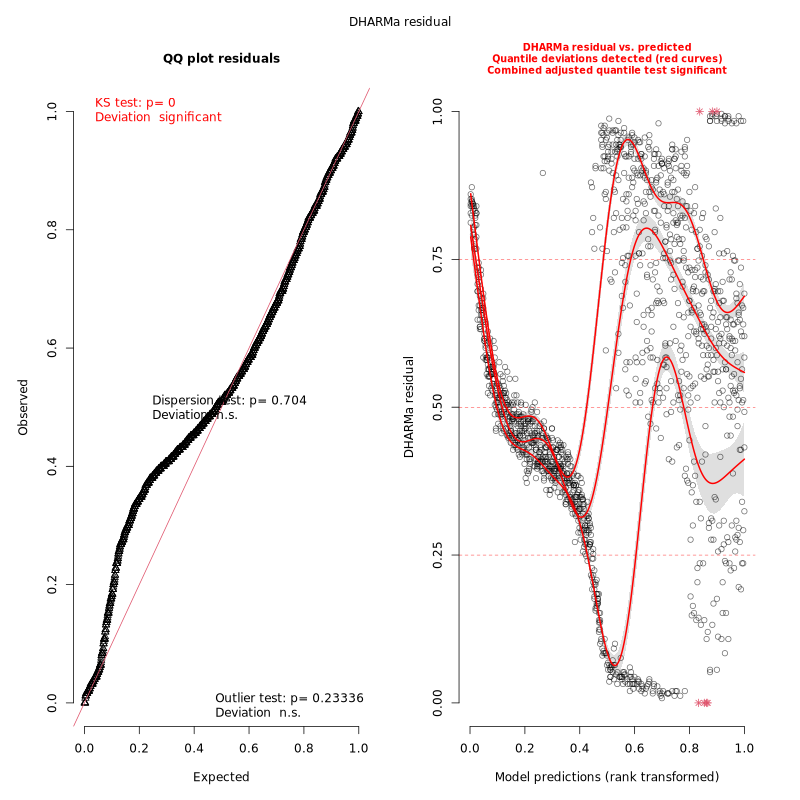 DHARMa residual
QQ plot residuals
KS test: p= 0
Deviation  significant
Dispersion test: p= 0.704
Deviation n.s.
Outlier test: p= 0.23336
Deviation  n.s.
Observed
0.0
0.2
0.4
0.6
0.8
1.0
0.0
0.2
0.4
0.6
0.8
1.0
Expected
DHARMa residual vs. predicted
Quantile deviations detected (red curves)
Combined adjusted quantile test significant
DHARMa residual
0.00
0.25
0.50
0.75
1.00
0.0
0.2
0.4
0.6
0.8
1.0
Model predictions (rank transformed)